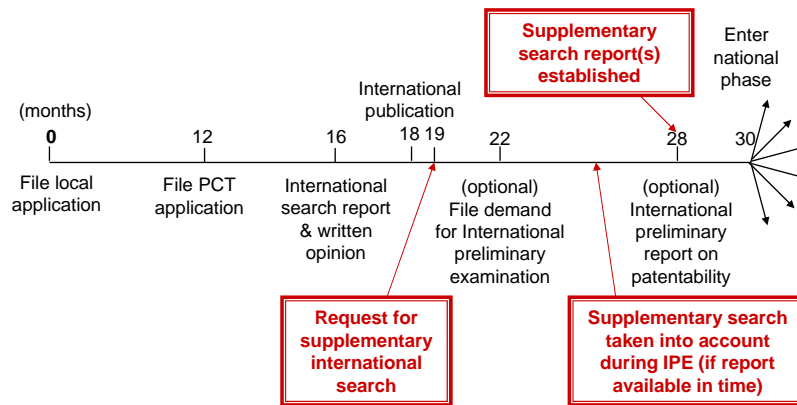 Supplementary
search report(s)
established
Enter
national
phase
International
publication
(months)
0
12
16
18
19
22
28
30
File local
application
File PCT
application
International
search report
& written
opinion
(optional)
File demand
for International
preliminary
examination
(optional)
International
preliminary
report on
patentability
Request for
supplementary
international
search
Supplementary search
taken into account
during IPE (if report
available in time)